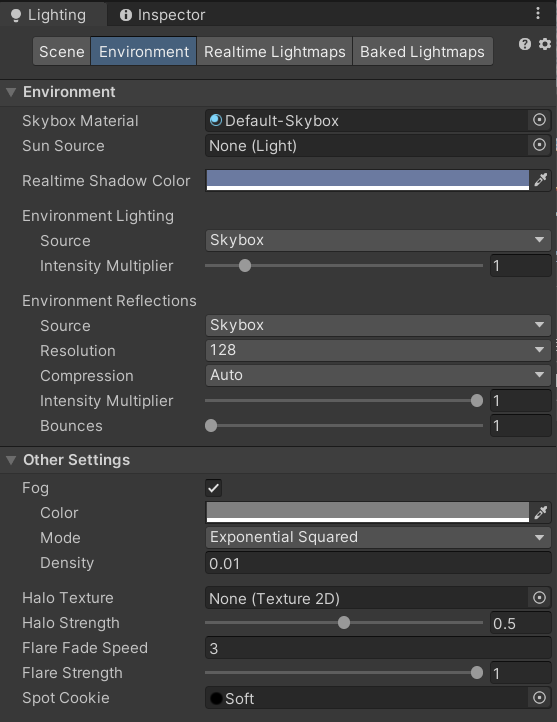 Lighting Inspector
Scene Environment Realtime Lightmaps Baked Lightmaps
Environment
Skybox Material Default-Skybox
Sun Source None (Light)
Realtime Shadow Color
Environment Lighting
Source Skybox
Intensity Multiplier 1
Environment Reflections
Source Skybox
Resolution 128
Compression Auto
Intensity Multiplier 1
Bounces 1
Other Settings
Fog
Color
Mode Exponential Squared
Density 0.01
Halo Texture None (Texture 2D)
Halo Strength 0.5
Flare Fade Speed 3
Flare Strength 1
Spot Cookie Soft